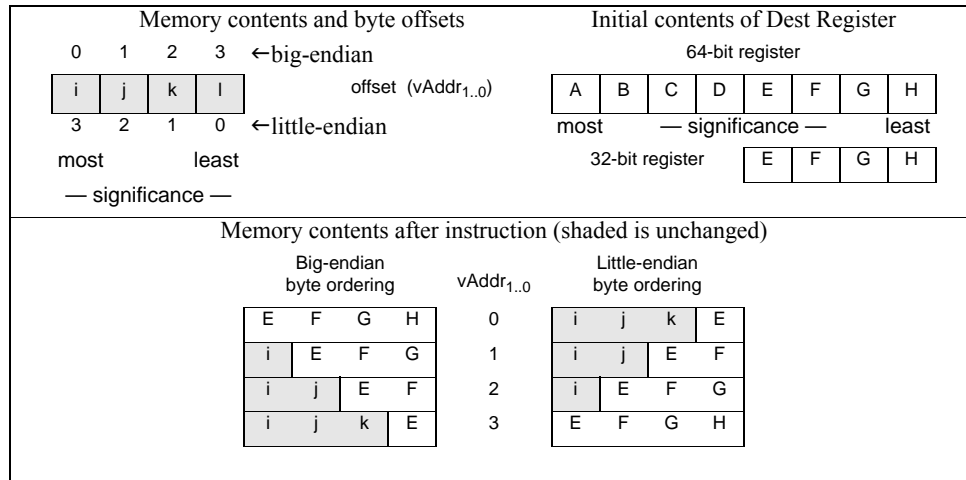 Memory contents and byte offsets
0 1 2 3 ←big-endian
i j k l offset (vAddr1..0)
3 2 1 0 ←little-endian
most least
— significance —
Initial contents of Dest Register
64-bit register
A B C D E F G H
most — significance — least
32-bit register E F G H
Memory contents after instruction (shaded is unchanged)
Big-endian
byte ordering
vAddr1..0
Little-endian
byte ordering
E F G H 0 i j k E
i E F G 1 i j E F
i j E F 2 i E F G
i j k E 3 E F G H